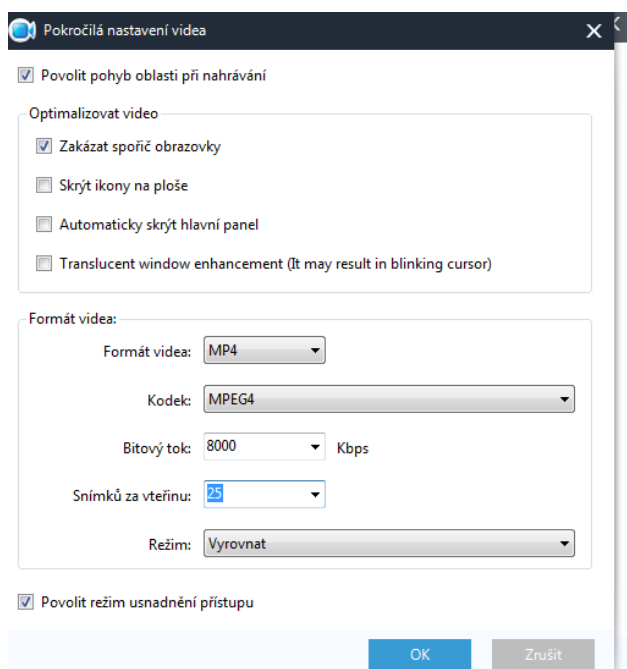 Pokročilá nastavení videa
Povolit pohyb oblasti při nahrávání
Optimalizovat video
Zakázat spořič obrazovky
Skrýt ikony na ploše
Automaticky skrýt hlavní panel
Translucent window enhancement (It may result in blinking cursor)
Formát videa:
Formát videa: MP4
Kodek: MPEG4
Bitový tok: 8000 Kbps
Snímků za vteřinu: 25
Režim: Vyrovnat
Povolit režim usnadnění přístupu
OK Zrušit